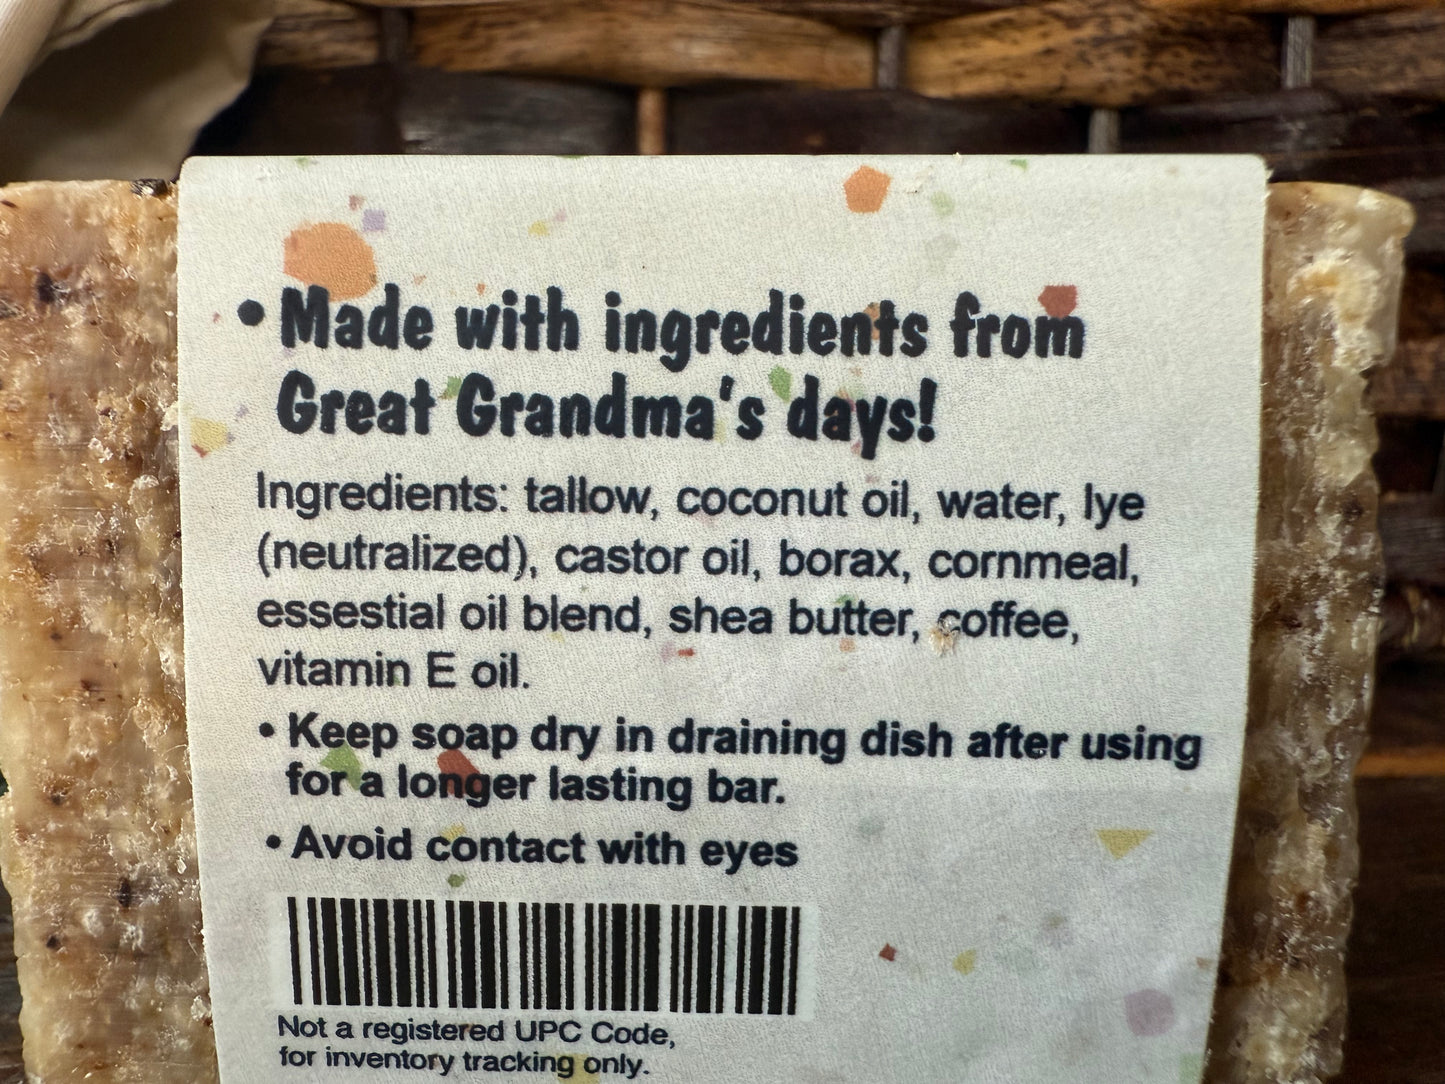 • Made with ingredients from
Great Grandma's days!
Ingredients: tallow, coconut oil, water, lye
(neutralized), castor oil, borax, cornmeal,
essestial oil blend, shea butter, coffee,
vitamin E oil.
• Keep soap dry in draining dish after using
for a longer lasting bar.
• Avoid contact with eyes
Not a registered UPC Code,
for inventory tracking only.